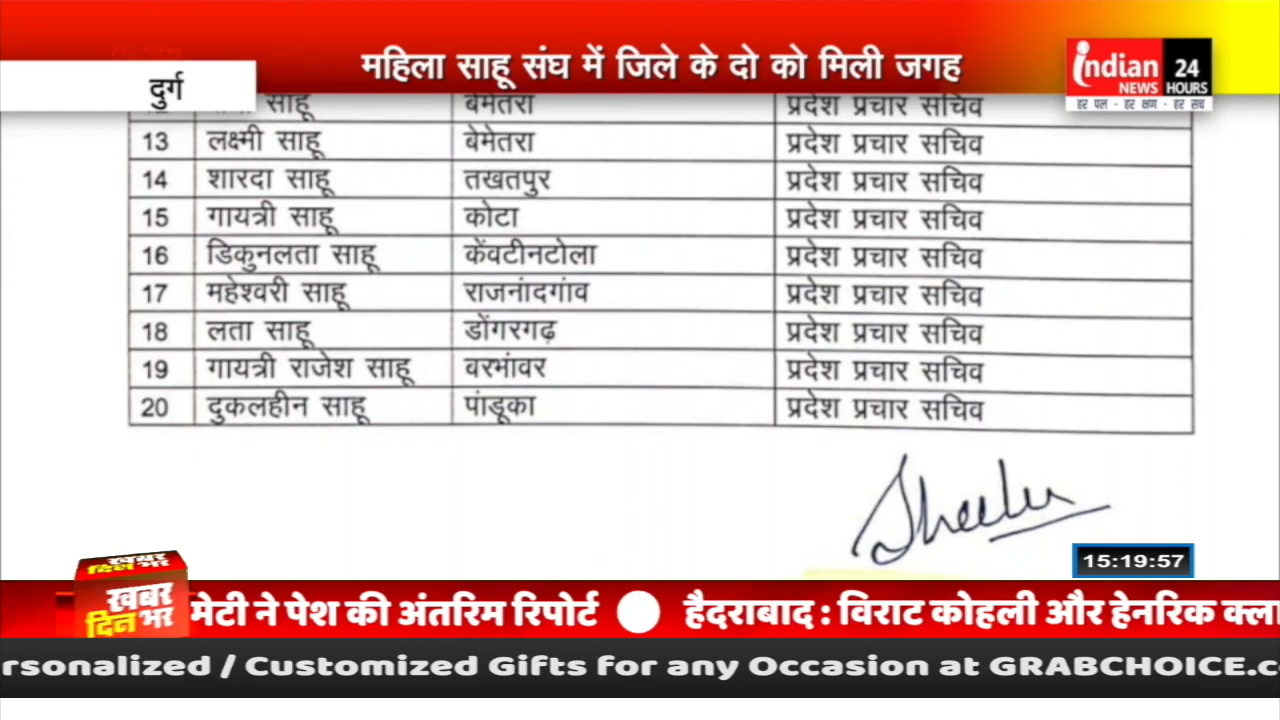 महिला साहू संघ में जिले के दो को मिली जगह
दुर्ग
indian
NEWS
24
HOURS
हर पल - हर क्षण - हर सच
साहू बेमेतरा प्रदेश प्रचार सचिव
13 लक्ष्मी साहू बेमेतरा प्रदेश प्रचार सचिव
14 शारदा साहू तखतपुर प्रदेश प्रचार सचिव
15 गायत्री साहू कोटा प्रदेश प्रचार सचिव
16 डिकुनलता साहू केंवटीनटोला प्रदेश प्रचार सचिव
17 महेश्वरी साहू राजनांदगांव प्रदेश प्रचार सचिव
18 लता साहू डोंगरगढ़ प्रदेश प्रचार सचिव
19 गायत्री राजेश साहू वरभांवर प्रदेश प्रचार सचिव
20 दुकलहीन साहू पांडूका प्रदेश प्रचार सचिव
15:19:57
खबर
दिन भर
मेटी ने पेश की अंतरिम रिपोर्ट हैदराबाद : विराट कोहली और हेनरिक क्ला
rsonalized / Customized Gifts for any Occasion at GRABCHOICE.c